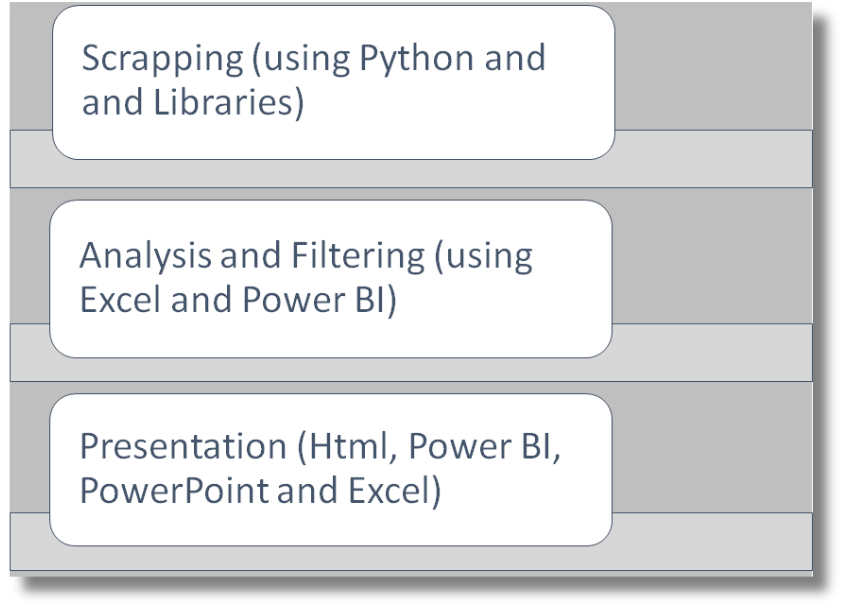 Scrapping (using Python and
and Libraries)
Analysis and Filtering (using
Excel and Power BI)
Presentation (Html, Power BI,
PowerPoint and Excel)